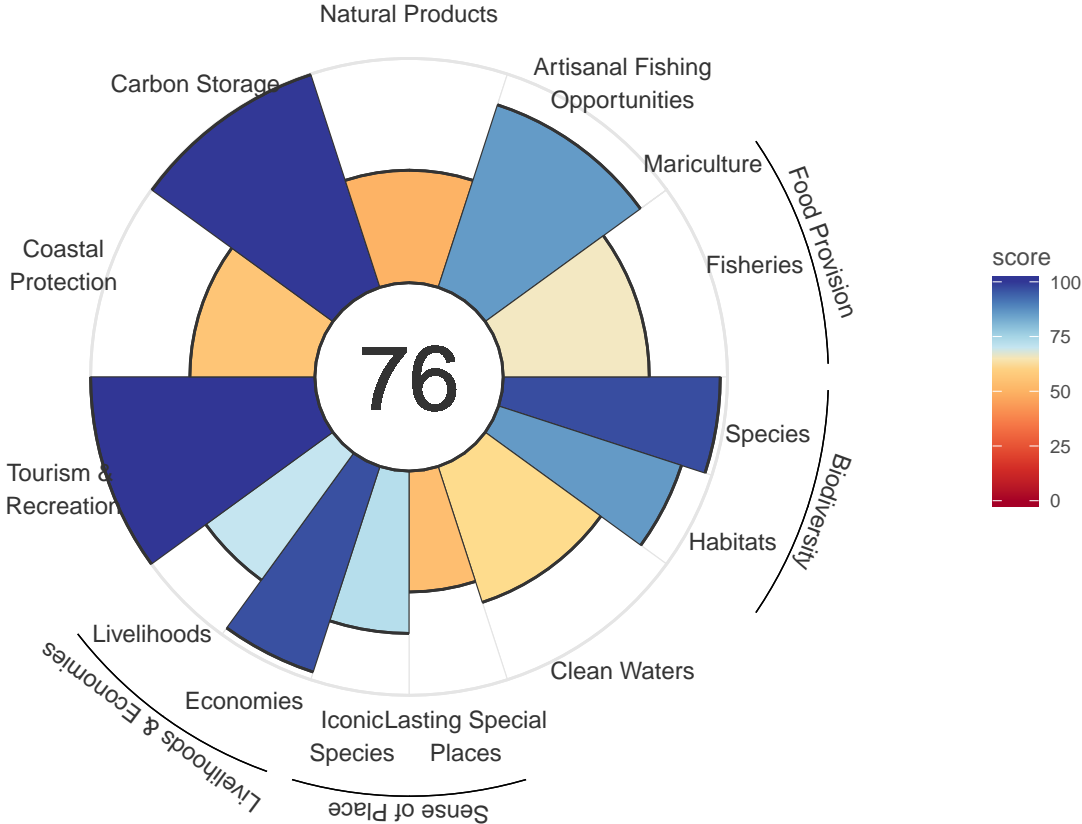 Natural Products
Artisanal Fishing
Opportunities
Carbon Storage
Mariculture
Food Provision
Fisheries
Coastal
Protection
score
100
75
50
25
0
76
Species
Biodiversity
Habitats
Tourism &
Recreation
Livelihoods
Livelihoods & Economies
Economies
Clean Waters
Iconic
Species
Lasting Special
Places
Sense of Place